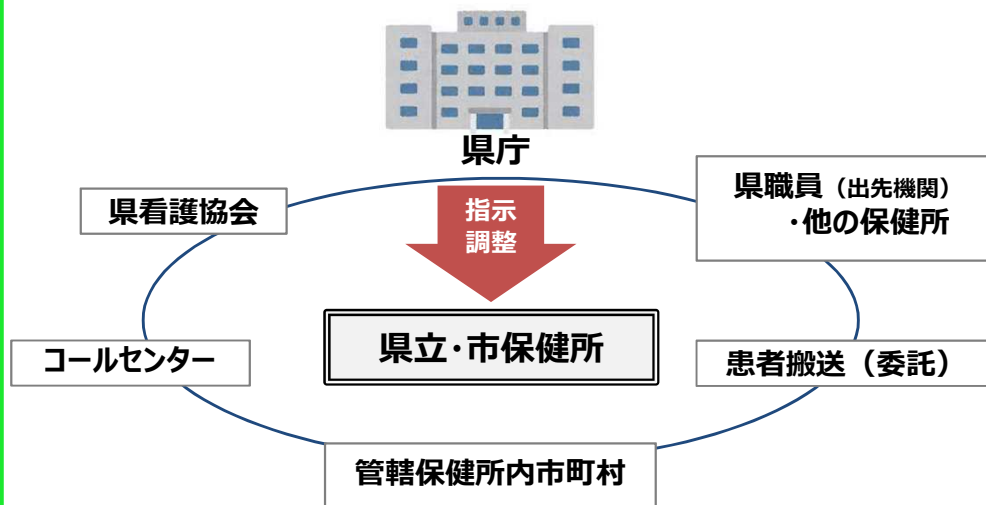 県庁
県看護協会
指示
調整
県職員（出先機関）
・他の保健所
県立・市保健所
コールセンター
患者搬送（委託）
管轄保健所内市町村